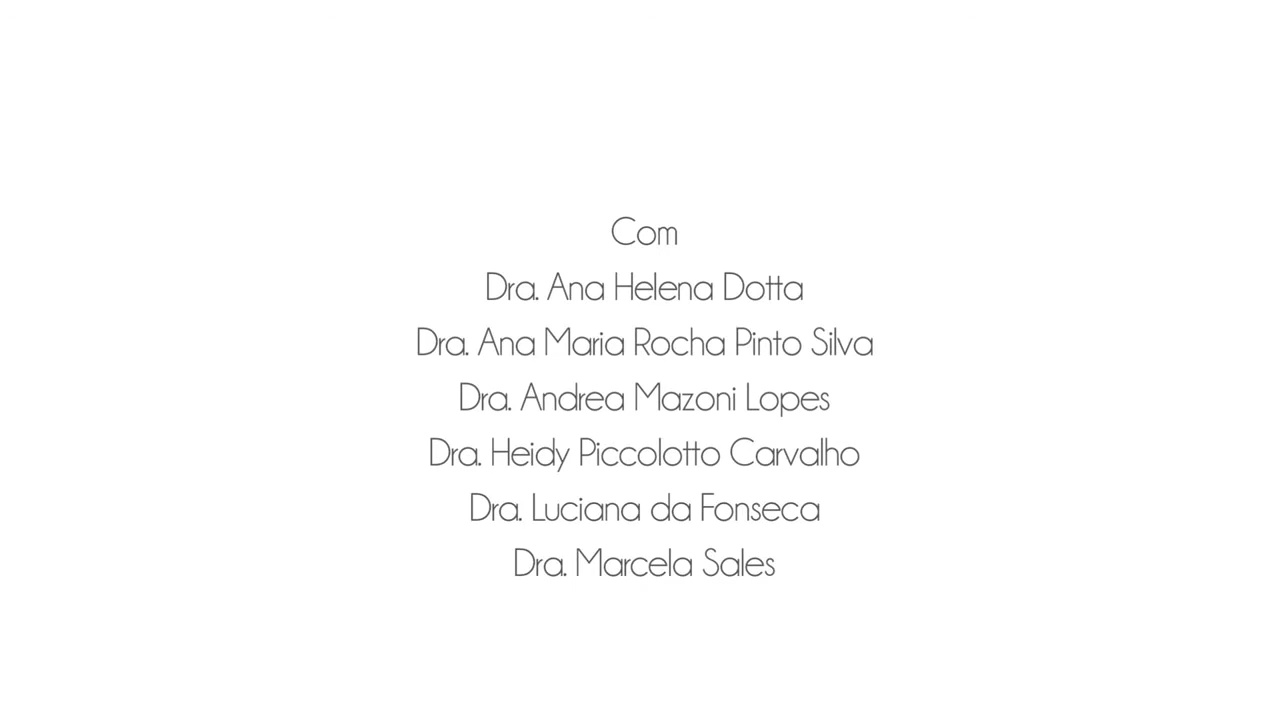 Com
Dra. Ana Helena Dotta
Dra. Ana Maria Rocha Pinto Silva
Dra. Andrea Mazoni Lopes
Dra. Heidy Piccolotto Carvalho
Dra. Luciana da Fonseca
Dra. Marcela Sales